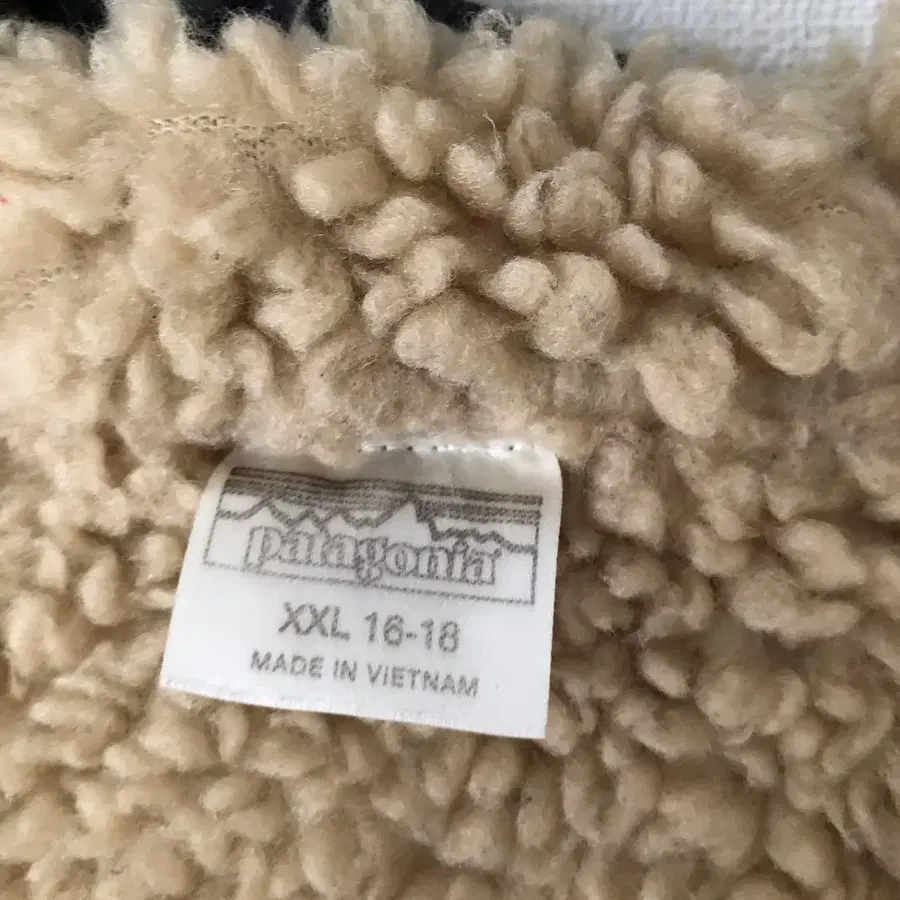 patagonia
XXL 16-18
MADE IN VIETNAM